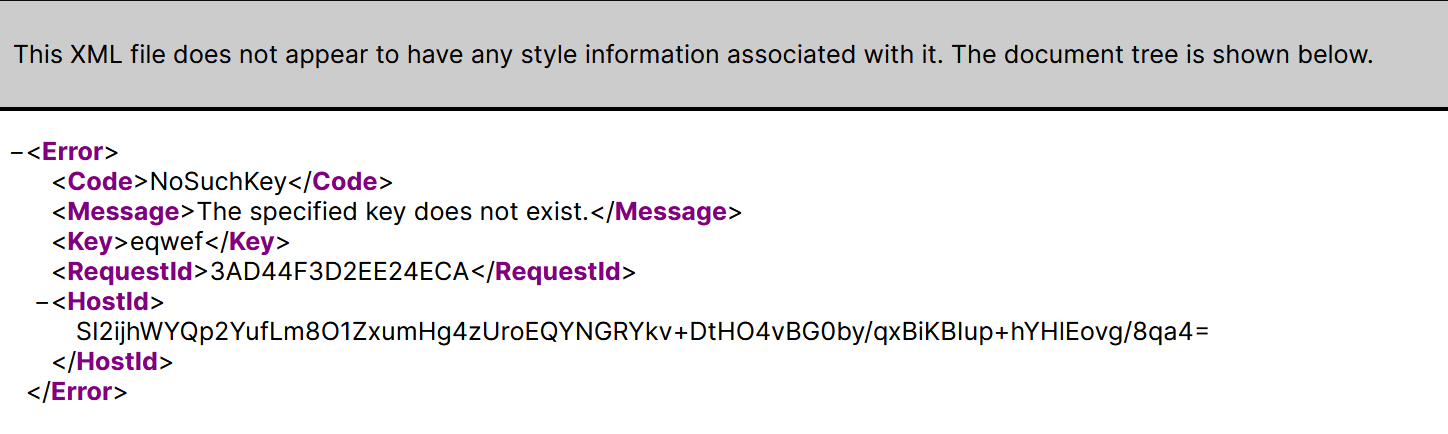 This XML file does not appear to have any style information associated with it. The document tree is shown below.
−<Error>
<Code>NoSuchKey</Code>
<Message>The specified key does not exist.</Message>
<Key>eqwef</Key>
<RequestId>3AD44F3D2EE24ECA</RequestId>
−<HostId>
SI2ijhWYQp2YufLm8O1ZxumHg4zUroEQYNGRYkv+DtHO4vBG0by/qxBiKBIup+hYHlEovg/8qa4=
</HostId>
</Error>